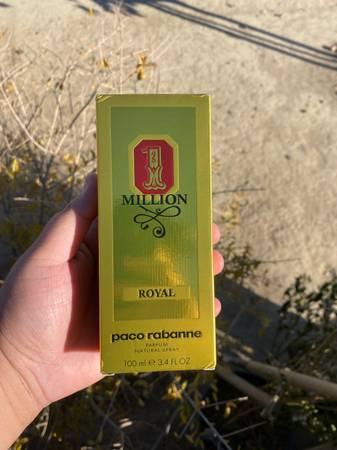 1
MILLION
ROYAL
paco rabanne
PARFUM
NATURAL SPRAY
100 ml e 3.4 FL OZ